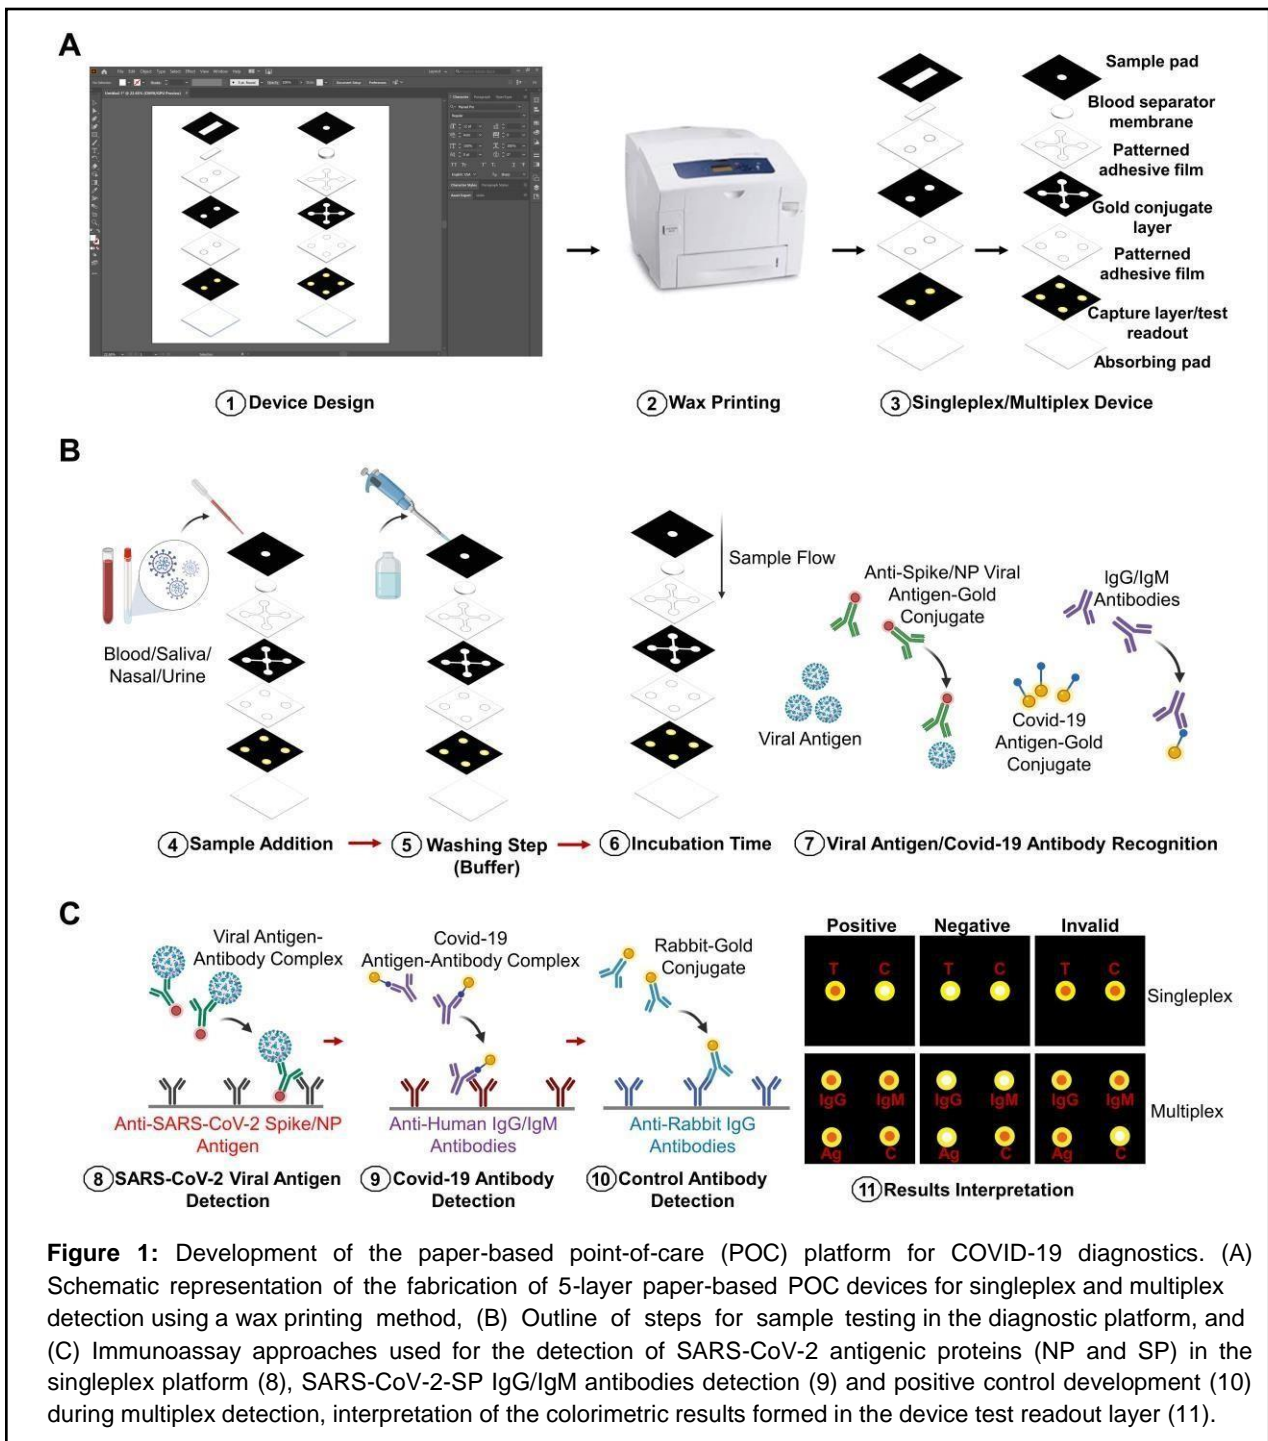 A
Sample pad
Blood separator
membrane
Patterned
adhesive film
Gold conjugate
layer
Patterned
adhesive film
Capture layer/test
readout
Absorbing pad
1 Device Design
2 Wax Printing
3 Singleplex/Multiplex Device
B
Blood/Saliva/
Nasal/Urine
Sample Flow
Anti-Spike/NP Viral
Antigen-Gold
Conjugate
IgG/IgM
Antibodies
Viral Antigen
Covid-19
Antigen-Gold
Conjugate
4 Sample Addition
5 Washing Step
(Buffer)
6 Incubation Time
7 Viral Antigen/Covid-19 Antibody Recognition
C
Viral Antigen-
Antibody Complex
Covid-19
Antigen-Antibody Complex
Rabbit-Gold
Conjugate
Anti-SARS-CoV-2 Spike/NP
Antigen
Anti-Human IgG/IgM
Antibodies
Anti-Rabbit IgG
Antibodies
8 SARS-CoV-2 Viral Antigen
Detection
9 Covid-19 Antibody
Detection
10 Control Antibody
Detection
Positive Negative Invalid
T C T C T C
Singleplex
IgG IgM IgG IgM IgG IgM
Multiplex
Ag C Ag C Ag C
11 Results Interpretation
Figure 1: Development of the paper-based point-of-care (POC) platform for COVID-19 diagnostics. (A)
Schematic representation of the fabrication of 5-layer paper-based POC devices for singleplex and multiplex
detection using a wax printing method, (B) Outline of steps for sample testing in the diagnostic platform, and
(C) Immunoassay approaches used for the detection of SARS-CoV-2 antigenic proteins (NP and SP) in the
singleplex platform (8), SARS-CoV-2-SP IgG/IgM antibodies detection (9) and positive control development (10)
during multiplex detection, interpretation of the colorimetric results formed in the device test readout layer (11).